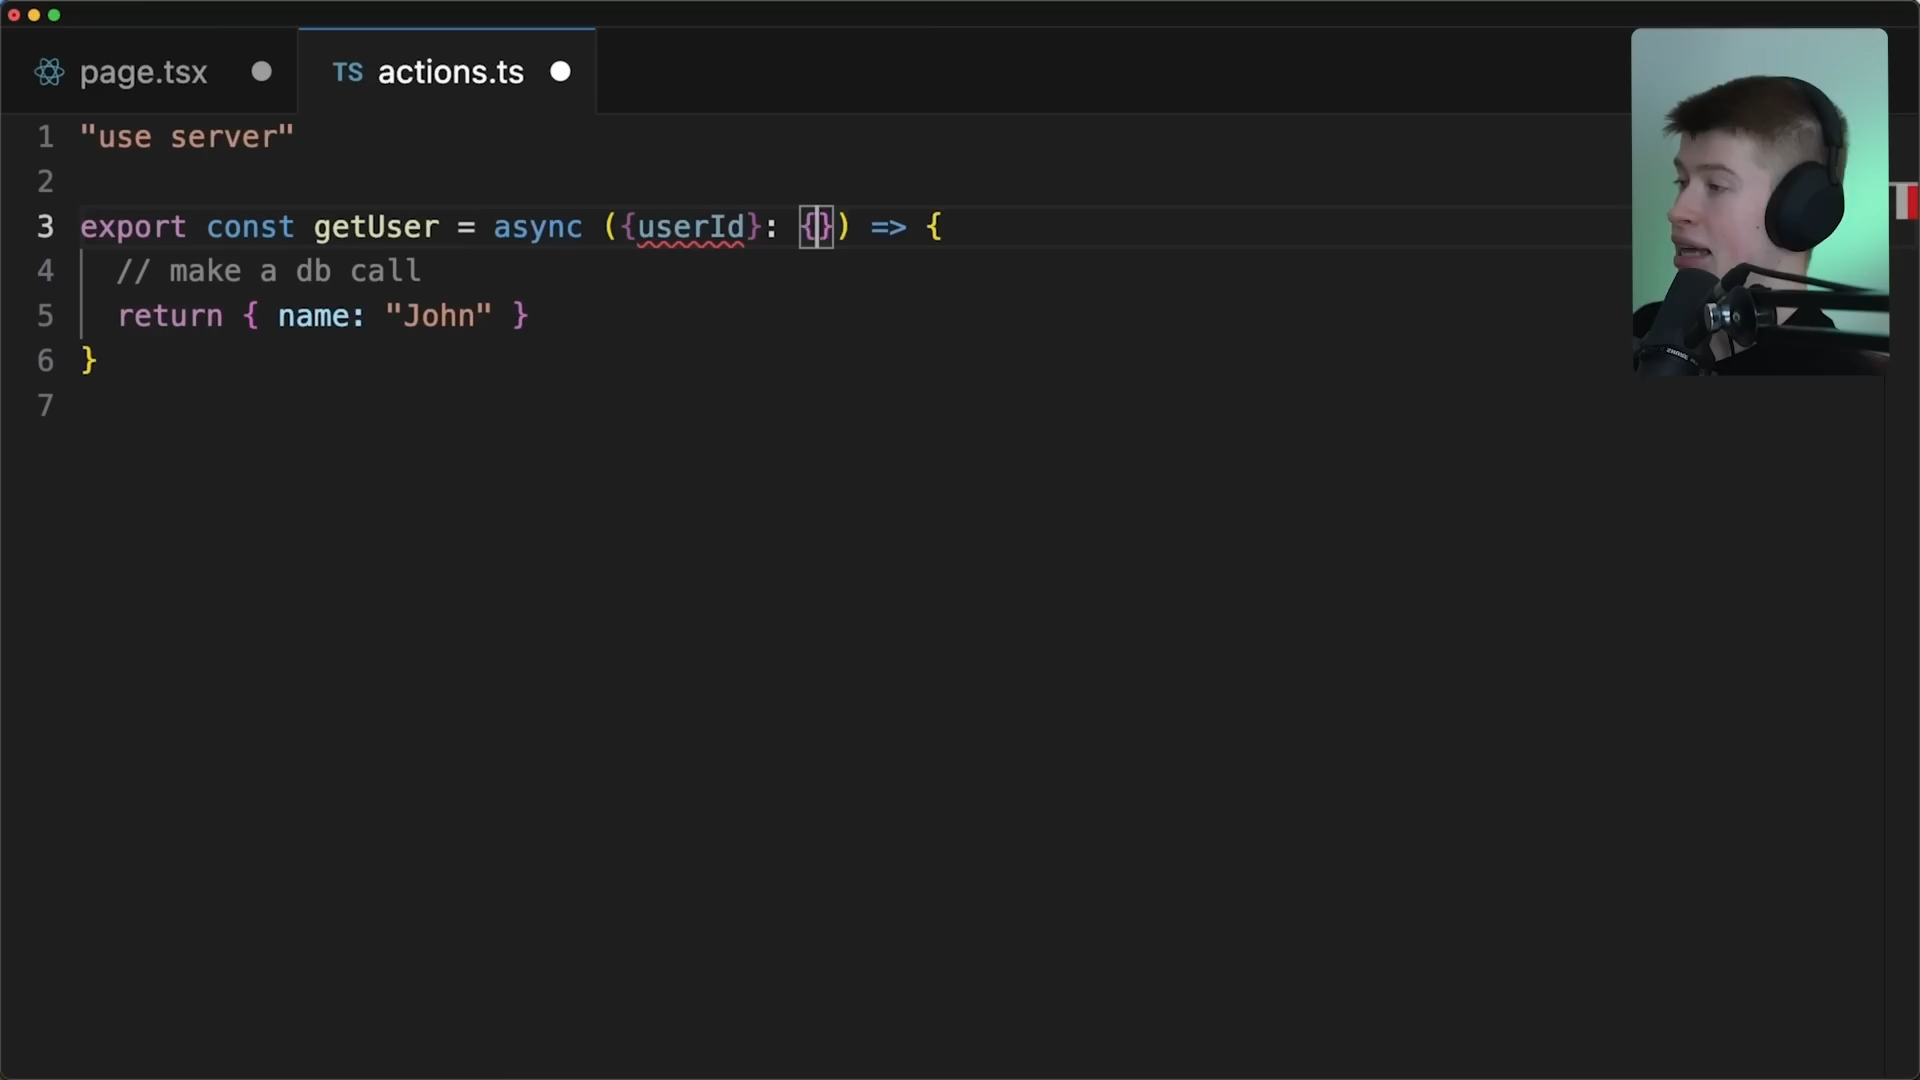 page.tsx
TS actions.ts
1 "use server"
2
3 export const getUser = async ({userId}: {}) => {
4 // make a db call
5 return { name: "John" }
6 }
7